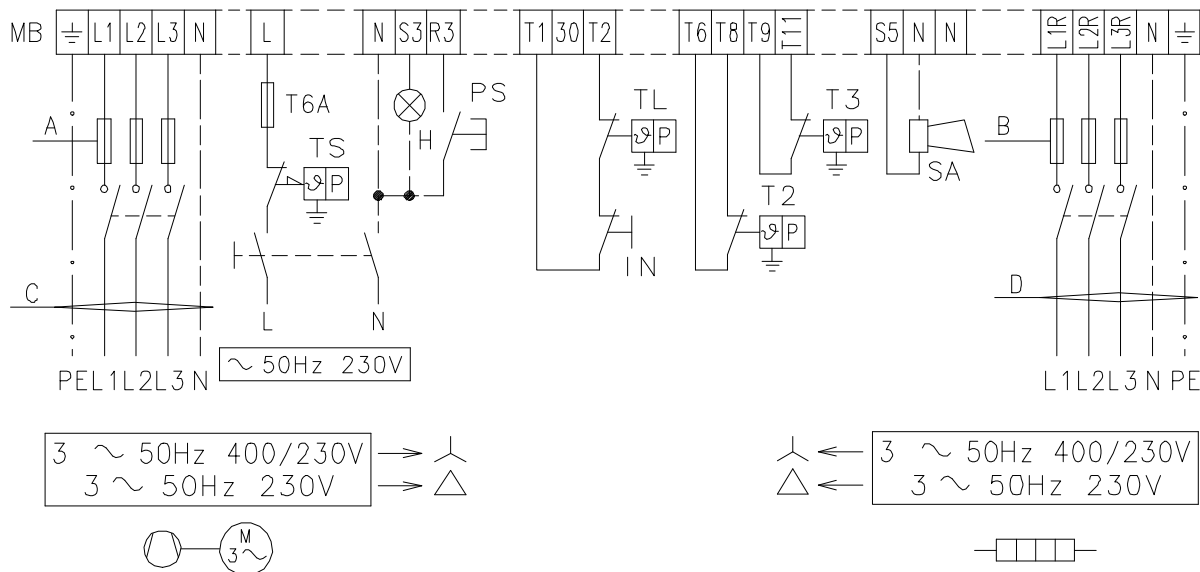 MB ⏚ L1 L2 L3 N L N S3 R3 T1 30 T2 T6 T8 T9 T11 S5 N N L1R L2R L3R N ⏚
T6A
PS
A
H
TL
T3
B
TS
ϑ P
ϑ P
ϑ P
SA
T2
ϑ P
IN
C
D
L N
PE L1 L2 L3 N
~ 50Hz 230V
L1 L2 L3 N PE
3 ~ 50Hz 400/230V
3 ~ 50Hz 230V
3 ~ 50Hz 400/230V
3 ~ 50Hz 230V
M
3 ~